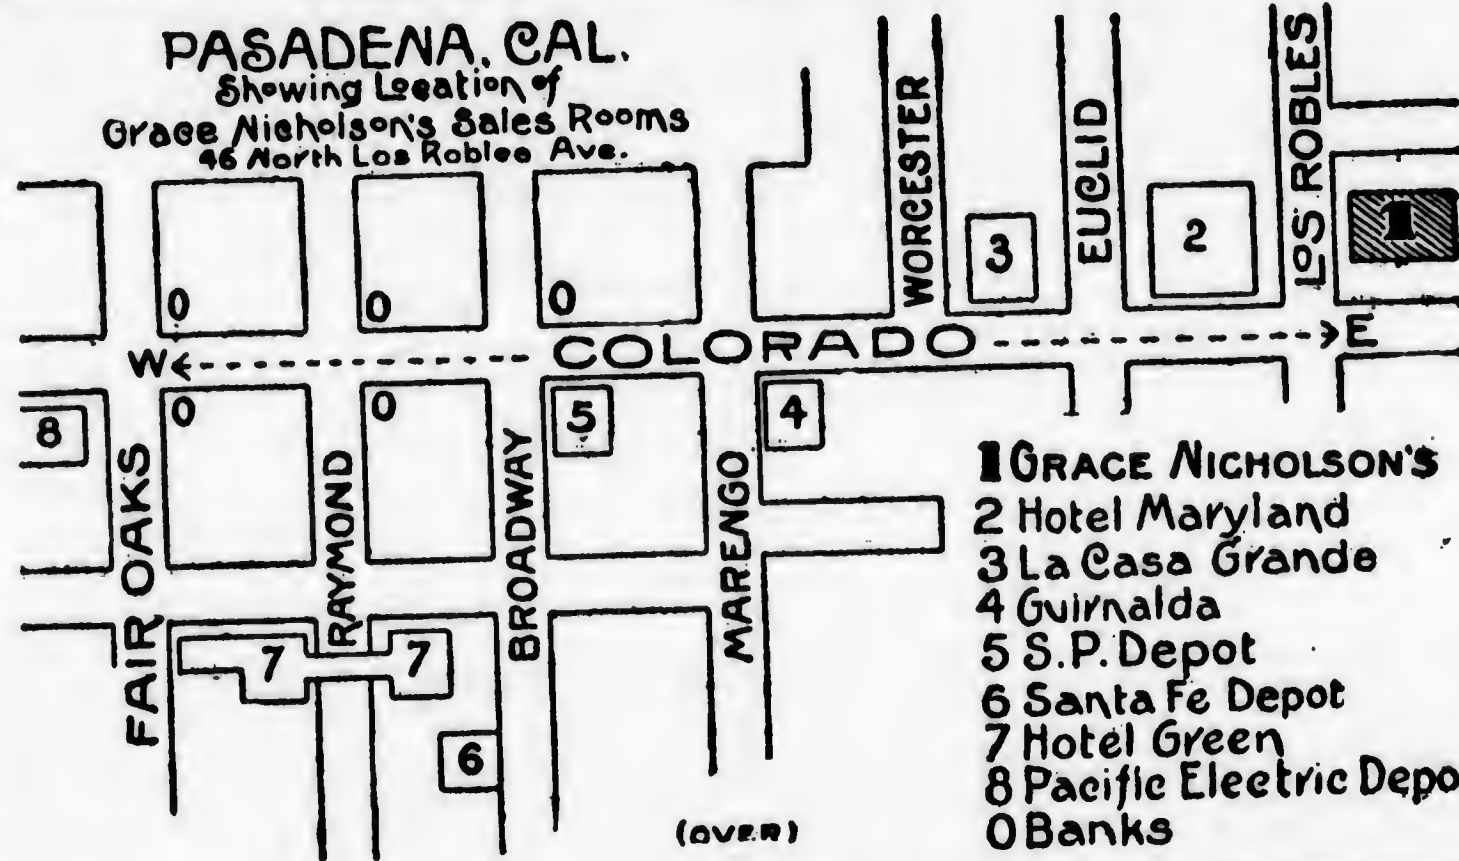 PASADENA, CAL.
Showing Location of
Grace Nicholson's Sales Rooms
46 North Los Robles Ave.
WORCESTER
EUCLID
LOS ROBLES
3
2
1
0
0
0
W
COLORADO
E
8
0
0
5
4
FAIR OAKS
RAYMOND
BROADWAY
MARENGO
7
7
6
1 GRACE NICHOLSON'S
2 Hotel Maryland
3 La Casa Grande
4 Guirnalda
5 S.P. Depot
6 Santa Fe Depot
7 Hotel Green
8 Pacific Electric Depo
0 Banks
(OVER)